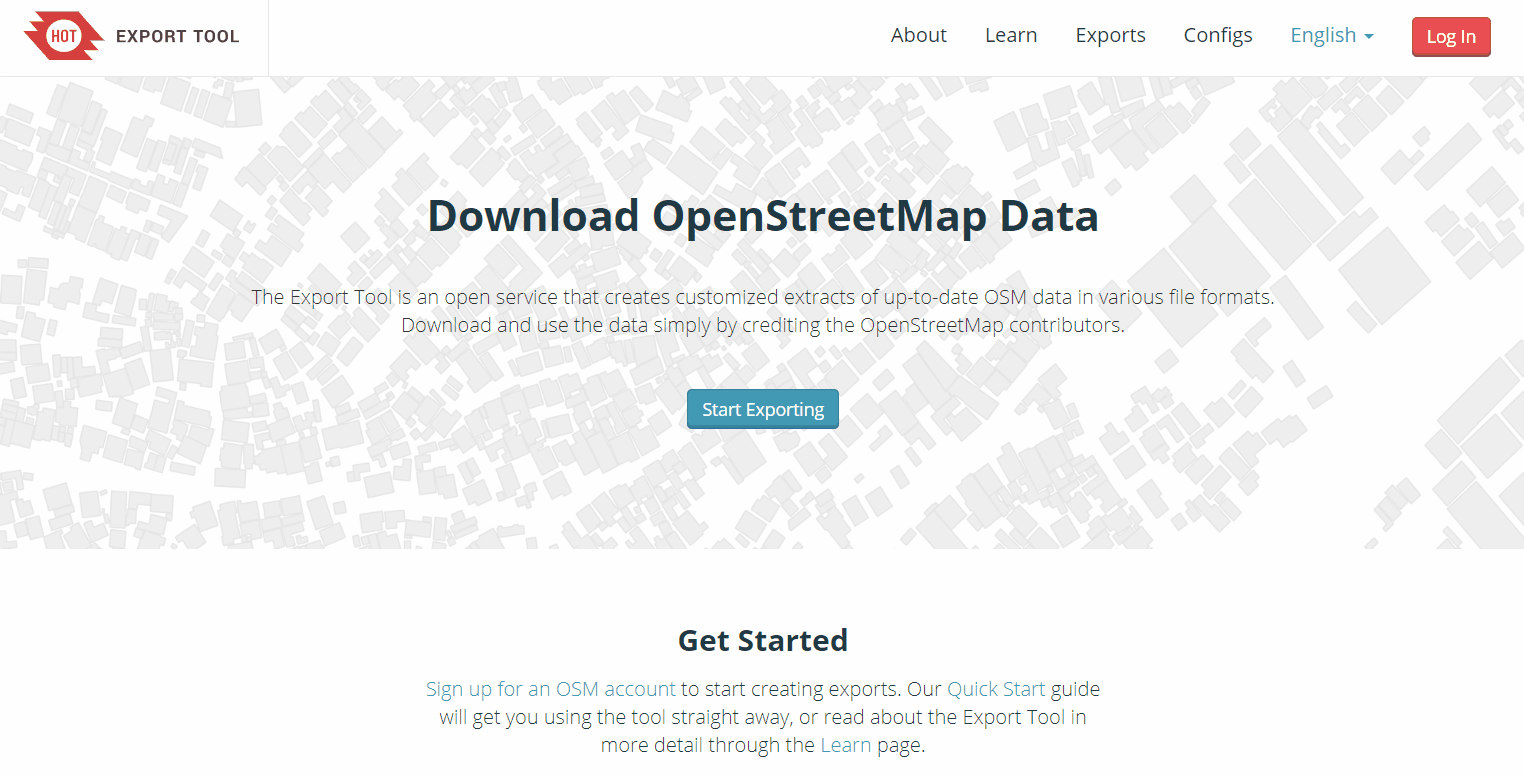 HOT EXPORT TOOL
About Learn Exports Configs English Log In
Download OpenStreetMap Data
The Export Tool is an open service that creates customized extracts of up-to-date OSM data in various file formats.
Download and use the data simply by crediting the OpenStreetMap contributors.
Start Exporting
Get Started
Sign up for an OSM account to start creating exports. Our Quick Start guide
will get you using the tool straight away, or read about the Export Tool in
more detail through the Learn page.